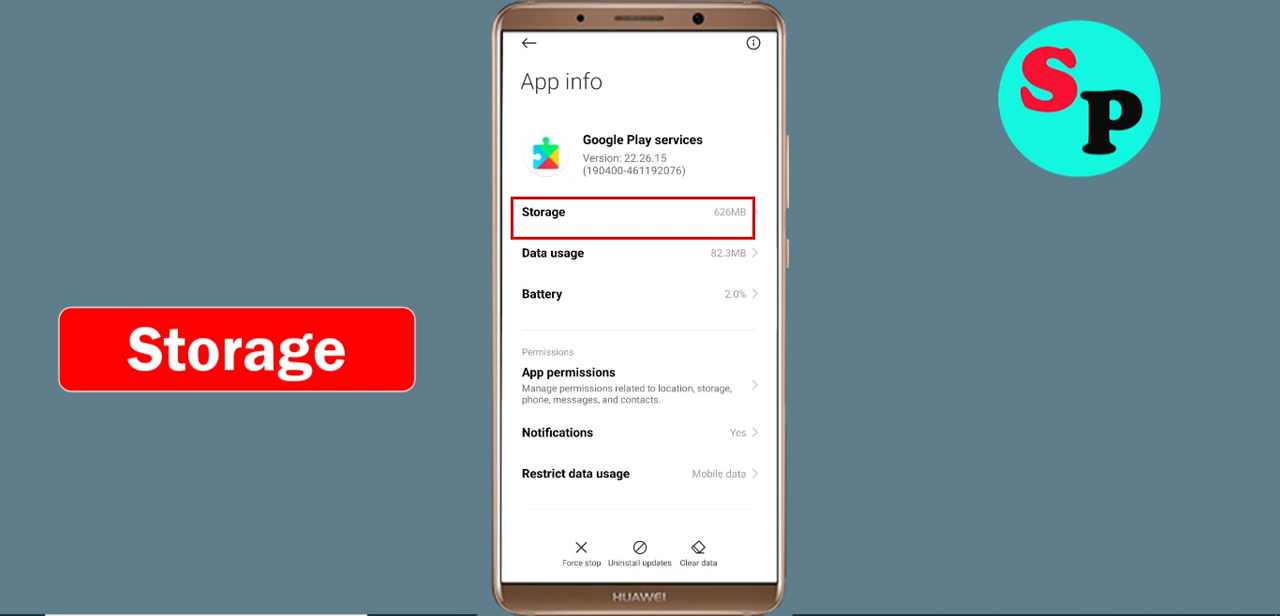 App info
Google Play services
Version: 22.26.15
(190400-461192076)
Storage 626MB
Data usage 82.3MB
Battery 2.0%
Permissions
App permissions
Manage permissions related to location, storage,
phone, messages, and contacts.
Notifications Yes
Restrict data usage Mobile data
Force stop Uninstall updates Clear data
HUAWEI
Storage
SP